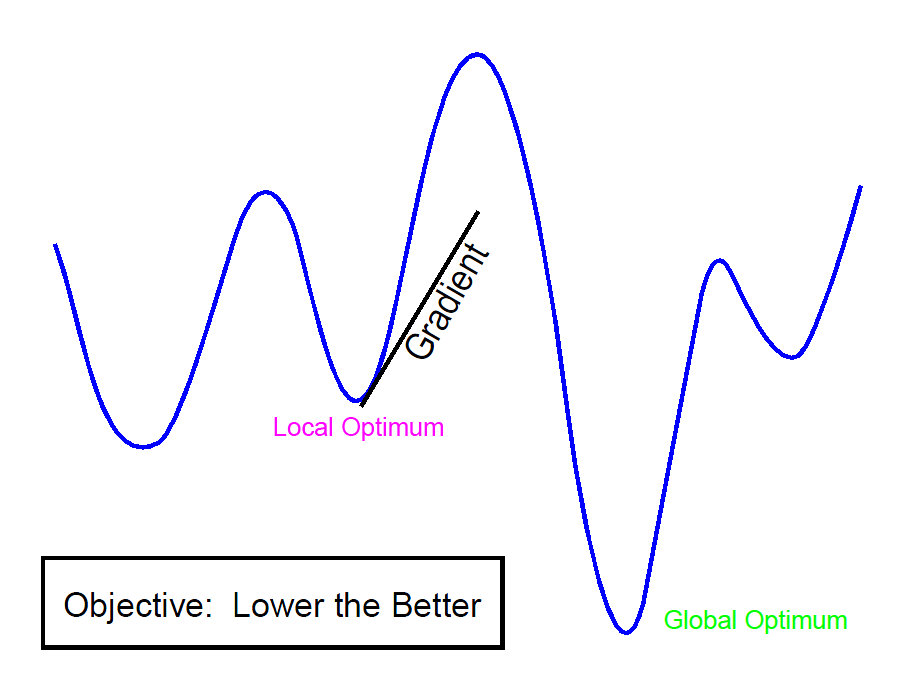 Gradient
Local Optimum
Objective:  Lower the Better
Global Optimum